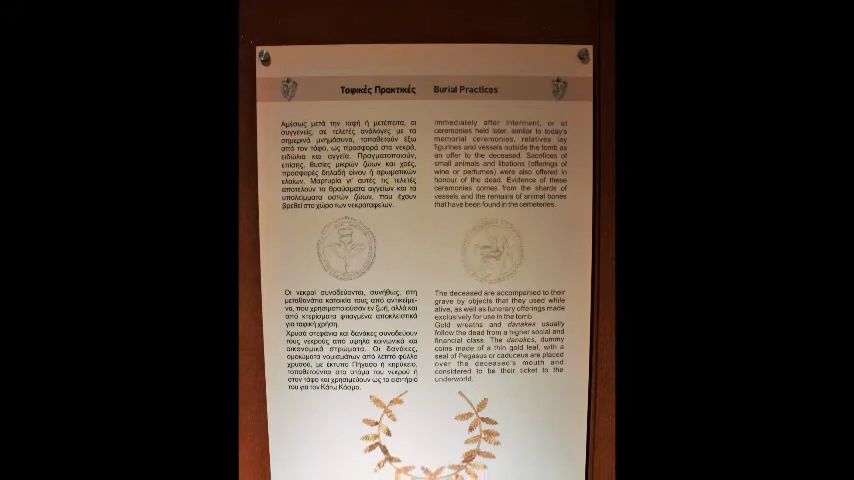 Ταφικές Πρακτικές
Αμέσως μετά την ταφή ή μετέπειτα, οι
συγγενείς, σε τελετές ανάλογες με τα
σημερινά μνημόσυνα, τοποθετούν έξω
από τον τάφο, ως προσφορά στο νεκρό,
ειδώλια και αγγεία. Πραγματοποιούν,
επίσης, θυσίες μικρών ζώων και χοές,
προσφορές δηλαδή οίνου ή αρωματικών
ελαίων. Μαρτυρία γι' αυτές τις τελετές
αποτελούν τα θραύσματα αγγείων και τα
υπολείμματα οστών ζώων, που έχουν
βρεθεί στο χώρο των νεκροταφείων.
Οι νεκροί συνοδεύονται, συνήθως, στη
μεταθανάτια κατοικία τους, από αντικείμε-
να, που χρησιμοποιούσαν εν ζωή, αλλά και
από κτερίσματα φτιαγμένα αποκλειστικά
για ταφική χρήση.
Χρυσά στεφάνια και δανάκες συνοδεύουν
τους νεκρούς από υψηλά κοινωνικά και
οικονομικά στρώματα. Οι δανάκες,
ομοιώματα νομισμάτων από λεπτό φύλλο
χρυσού, με έκτυπο Πήγασο ή κηρύκειο,
τοποθετούνται στο στόμα του νεκρού ή
στον τάφο και χρησιμεύουν ως το εισιτήριό
του για τον Κάτω Κόσμο.
Burial Practices
Immediately after interment, or at
ceremonies held later, similar to today's
memorial ceremonies, relatives lay
figurines and vessels outside the tomb as
an offer to the deceased. Sacrifices of
small animals and libations (offerings of
wine or perfumes) were also offered in
honour of the dead. Evidence of these
ceremonies comes from the shards of
vessels and the remains of animal bones
that have been found in the cemeteries.
The deceased are accompanied to their
grave by objects that they used while
alive, as well as funerary offerings made
exclusively for use in the tomb.
Gold wreaths and danakes usually
follow the dead from a higher social and
financial class. The danakes, dummy
coins made of a thin gold leaf, with a
seal of Pegasus or caduceus are placed
over the deceased's mouth and
considered to be their ticket to the
underworld.